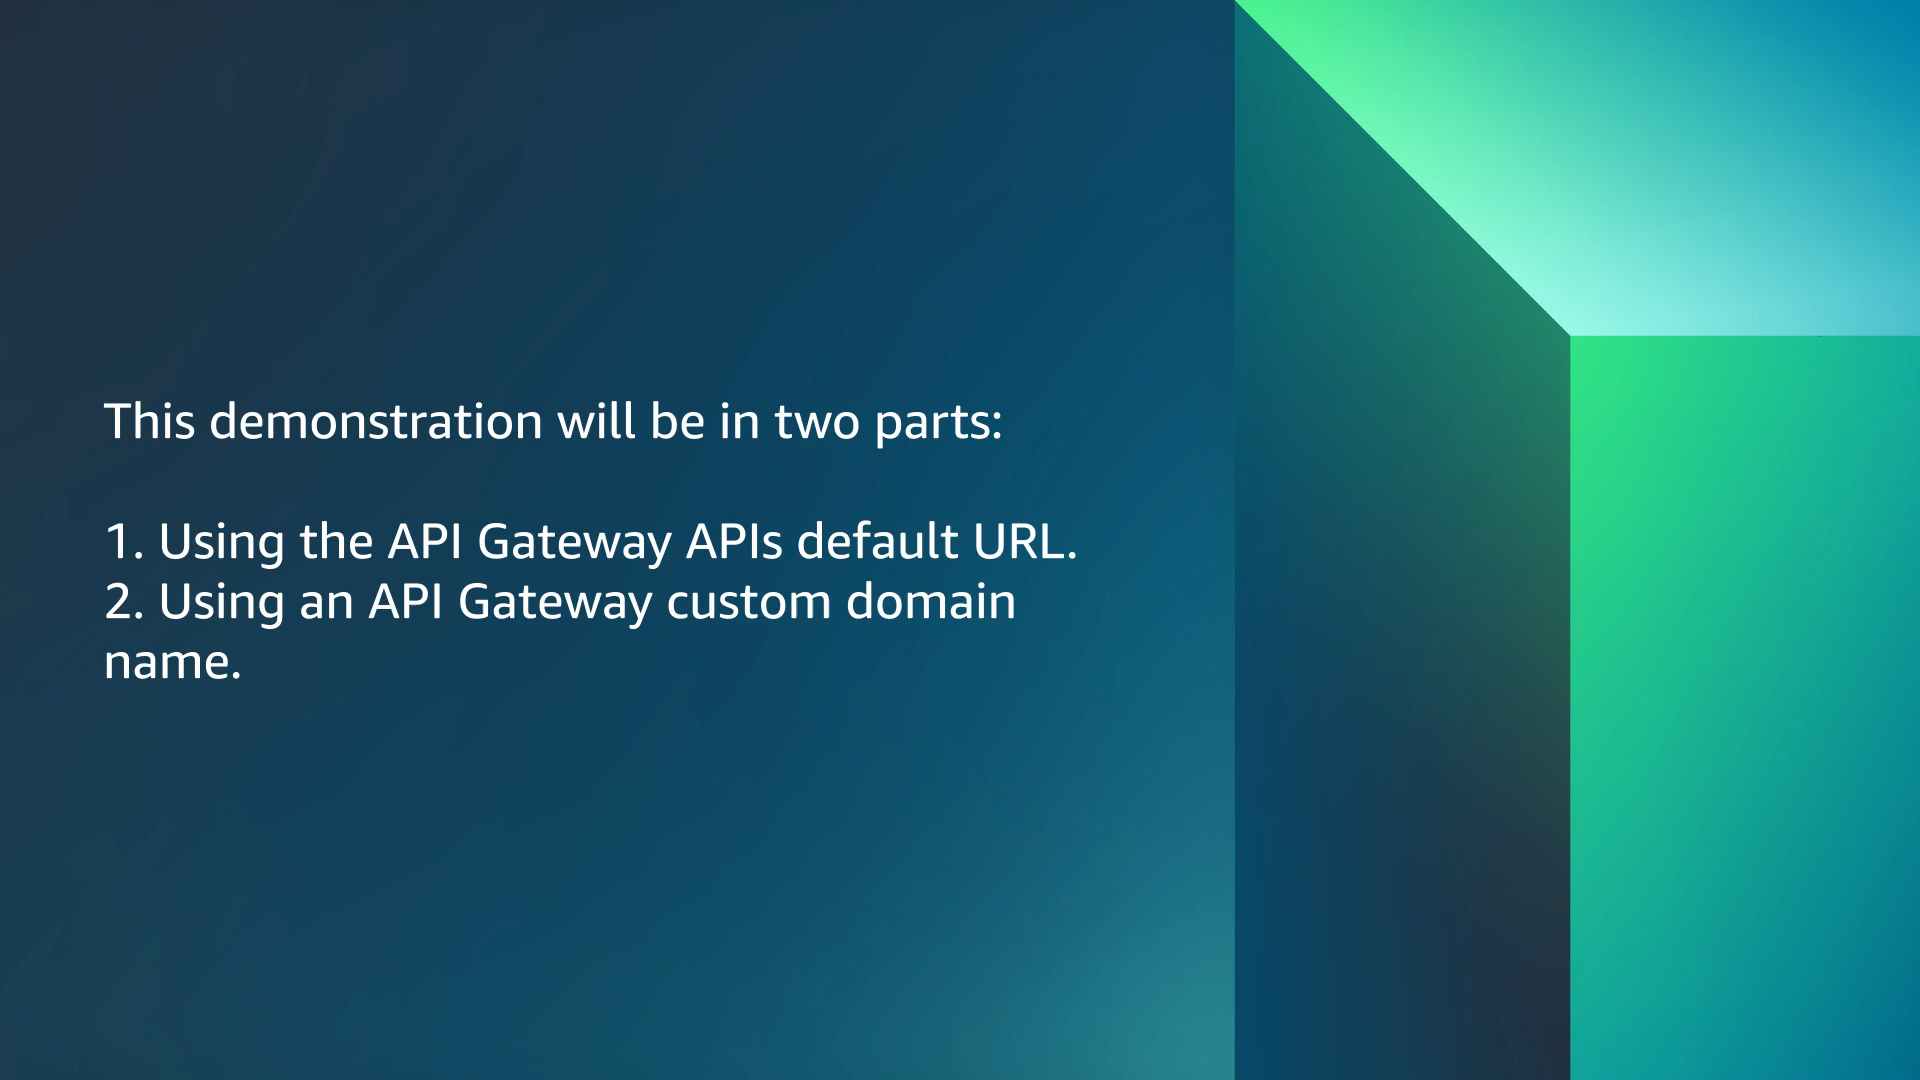 This demonstration will be in two parts:
1. Using the API Gateway APIs default URL.
2. Using an API Gateway custom domain
name.